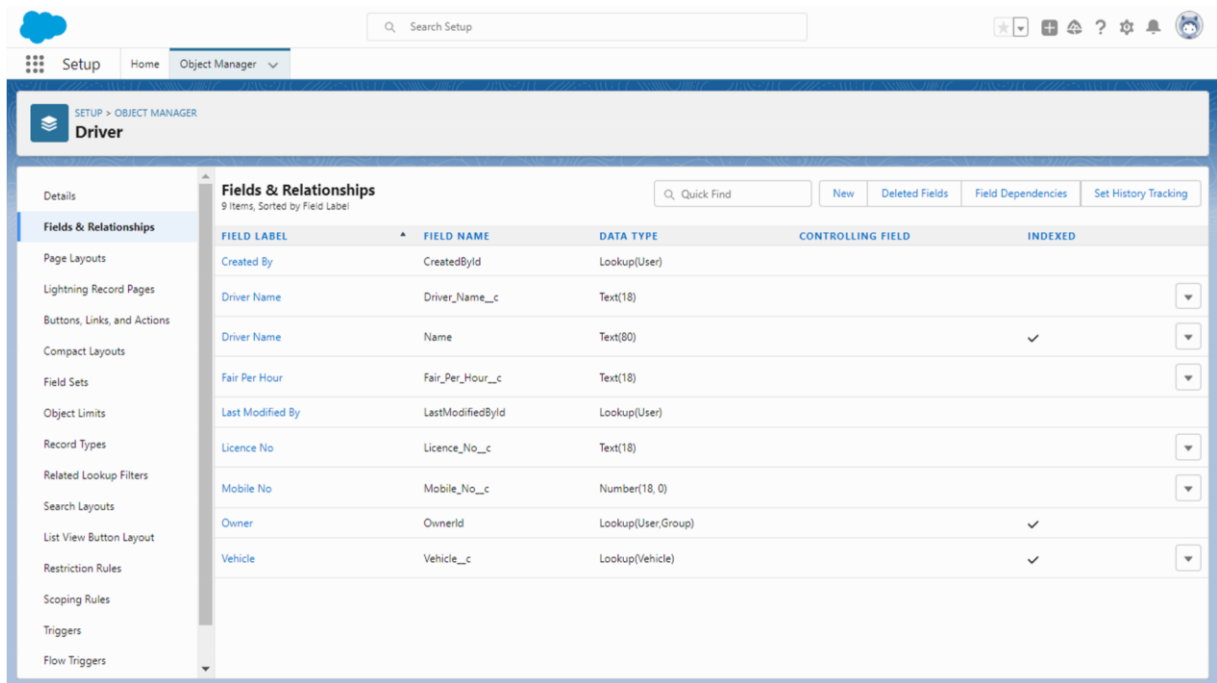 Search Setup
Setup Home Object Manager
SETUP > OBJECT MANAGER
Driver
Details
Fields & Relationships
Page Layouts
Lightning Record Pages
Buttons, Links, and Actions
Compact Layouts
Field Sets
Object Limits
Record Types
Related Lookup Filters
Search Layouts
List View Button Layout
Restriction Rules
Scoping Rules
Triggers
Flow Triggers
Fields & Relationships
9 Items, Sorted by Field Label
Quick Find New Deleted Fields Field Dependencies Set History Tracking
FIELD LABEL FIELD NAME DATA TYPE CONTROLLING FIELD INDEXED
Created By CreatedById Lookup(User)
Driver Name Driver_Name__c Text(18)
Driver Name Name Text(80)
Fair Per Hour Fair_Per_Hour__c Text(18)
Last Modified By LastModifiedById Lookup(User)
Licence No Licence_No__c Text(18)
Mobile No Mobile_No__c Number(18, 0)
Owner OwnerId Lookup(User,Group)
Vehicle Vehicle__c Lookup(Vehicle)